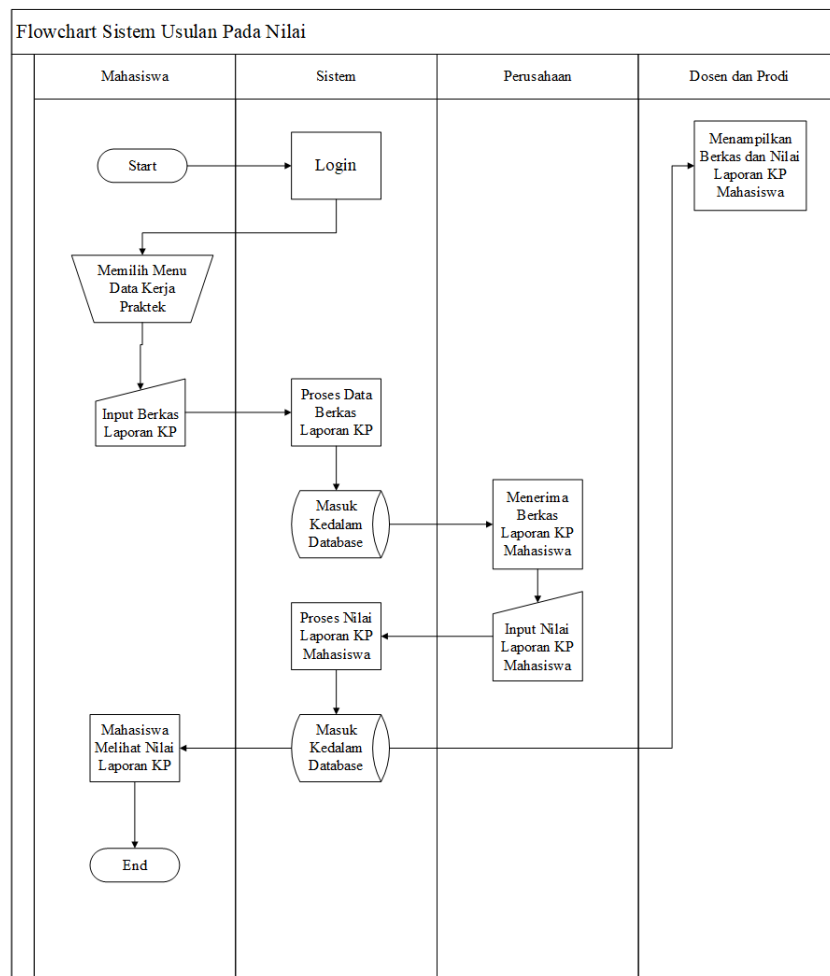 Flowchart Sistem Usulan Pada Nilai
Mahasiswa
Sistem
Perusahaan
Dosen dan Prodi
Start
Login
Menampilkan
Berkas dan Nilai
Laporan KP
Mahasiswa
Memilih Menu
Data Kerja
Praktek
Input Berkas
Laporan KP
Proses Data
Berkas
Laporan KP
Masuk
Kedalam
Database
Menerima
Berkas
Laporan KP
Mahasiswa
Input Nilai
Laporan KP
Mahasiswa
Proses Nilai
Laporan KP
Mahasiswa
Masuk
Kedalam
Database
Mahasiswa
Melihat Nilai
Laporan KP
End